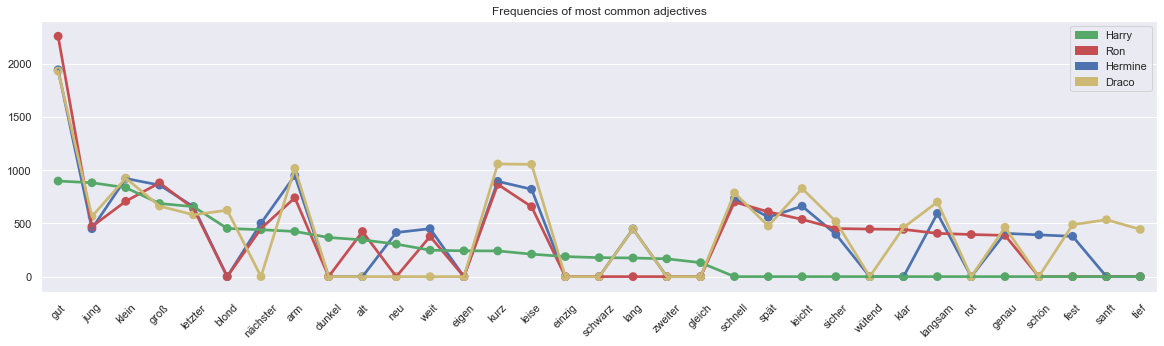 Frequencies of most common adjectives
Harry
Ron
Hermine
Draco
2000
1500
1000
500
0
gut
jung
klein
groß
letzter
blond
nächster
arm
dunkel
alt
neu
weit
eigen
kurz
leise
einzig
schwarz
lang
zweiter
gleich
schnell
spät
leicht
sicher
wütend
klar
langsam
rot
genau
schön
fest
sanft
tief